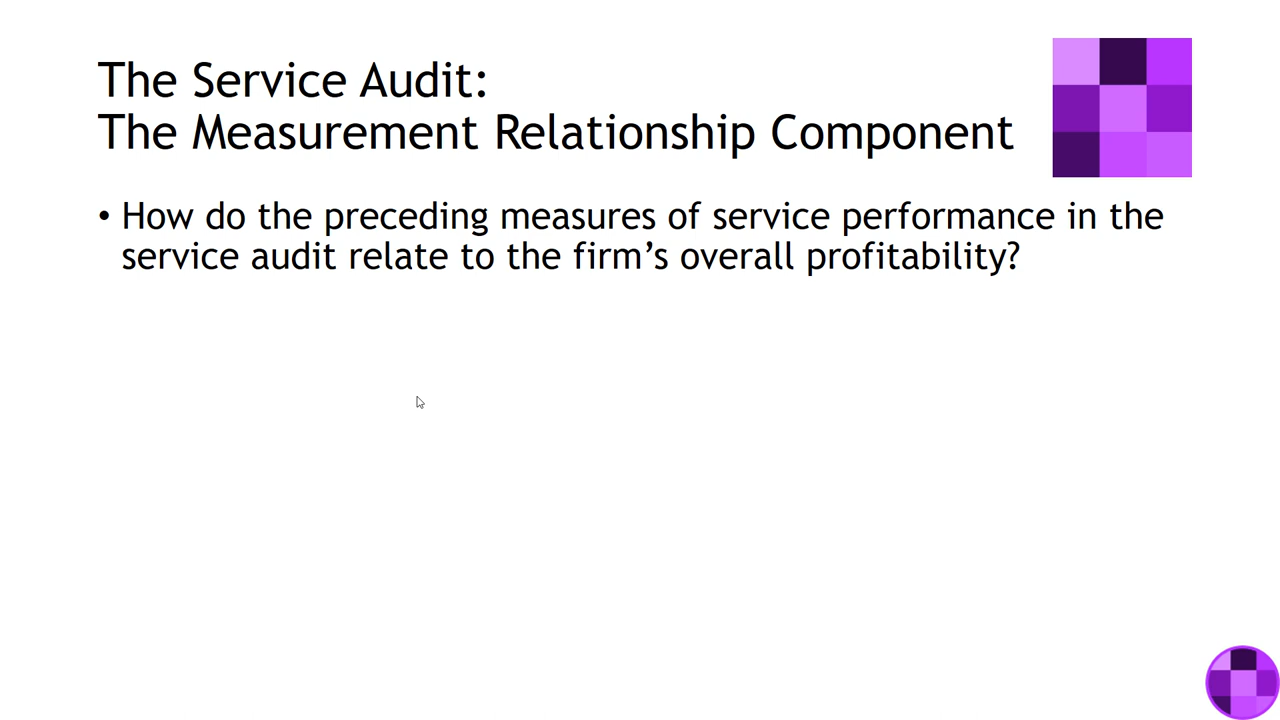 The Service Audit:
The Measurement Relationship Component
• How do the preceding measures of service performance in the
service audit relate to the firm’s overall profitability?